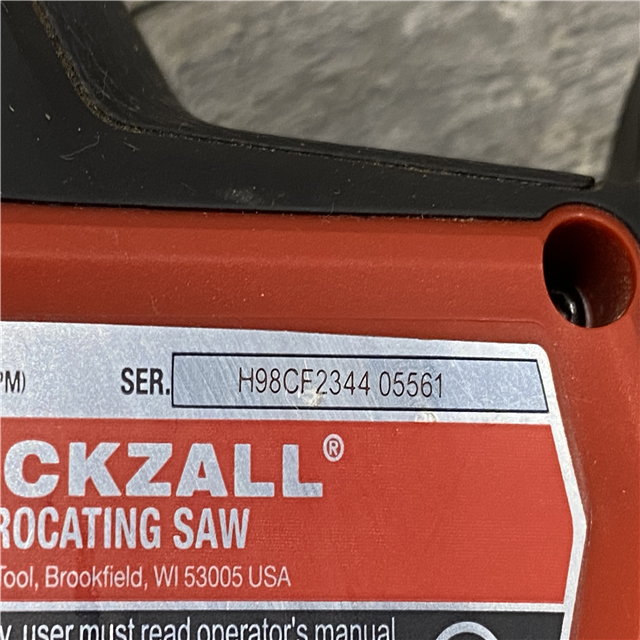 PM)
SER. H98CF2344 05561
CKZALL®
ROCATING SAW
Tool, Brookfield, WI 53005 USA
user must read operator's manual